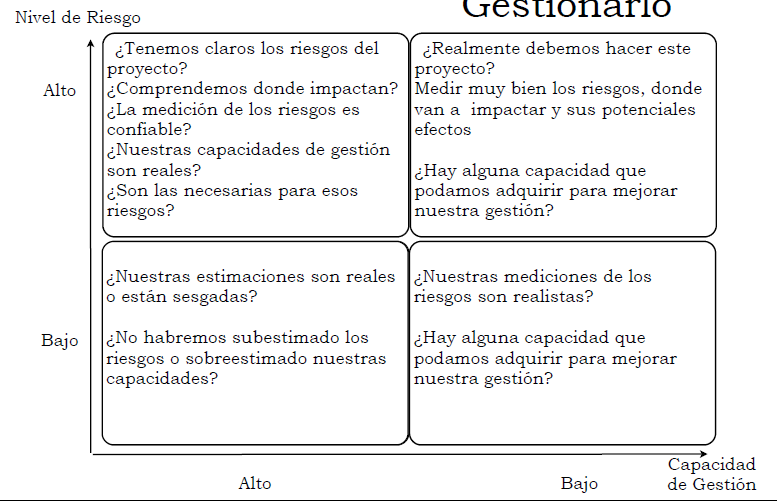 Gestionarlo
Nivel de Riesgo
Alto
¿Tenemos claros los riesgos del
proyecto?
¿Comprendemos donde impactan?
¿La medición de los riesgos es
confiable?
¿Nuestras capacidades de gestión
son reales?
¿Son las necesarias para esos
riesgos?
¿Realmente debemos hacer este
proyecto?
Medir muy bien los riesgos, donde
van a impactar y sus potenciales
efectos
¿Hay alguna capacidad que
podamos adquirir para mejorar
nuestra gestión?
Bajo
¿Nuestras estimaciones son reales
o están sesgadas?
¿No habremos subestimado los
riesgos o sobreestimado nuestras
capacidades?
¿Nuestras mediciones de los
riesgos son realistas?
¿Hay alguna capacidad que
podamos adquirir para mejorar
nuestra gestión?
Alto
Bajo
Capacidad
de Gestión